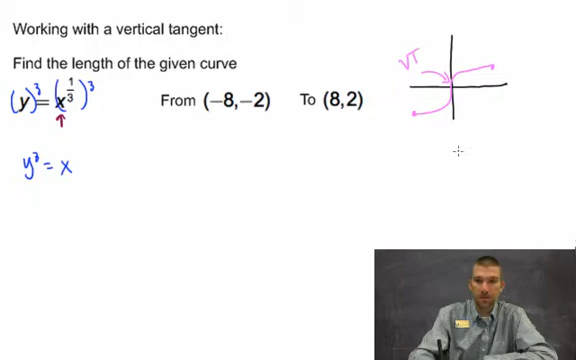 Working with a vertical tangent:
Find the length of the given curve
(y)³ = (x^{1/3})³ From (−8,−2) To (8,2)
VT
y³ = x